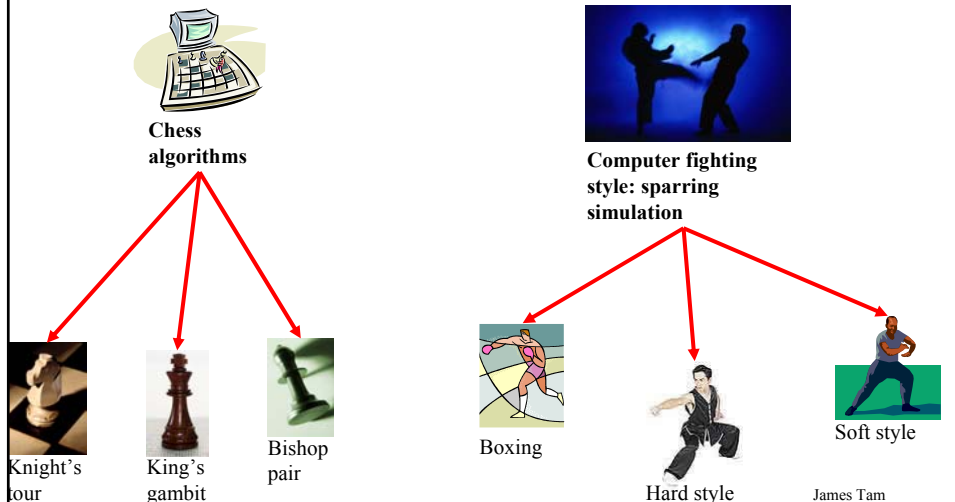 Chess
algorithms
Computer fighting
style: sparring
simulation
Knight's
tour
King's
gambit
Bishop
pair
Boxing
Hard style
Soft style
James Tam